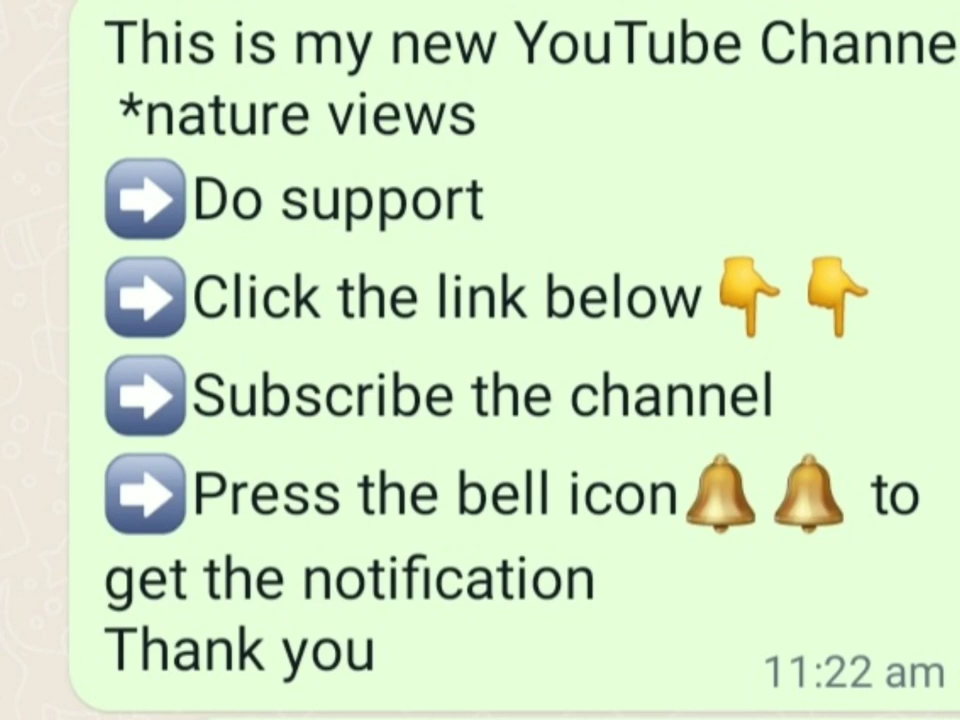 This is my new YouTube Channe
*nature views
➡️Do support
➡️Click the link below👇👇
➡️Subscribe the channel
➡️Press the bell icon🔔🔔 to
get the notification
Thank you
11:22 am